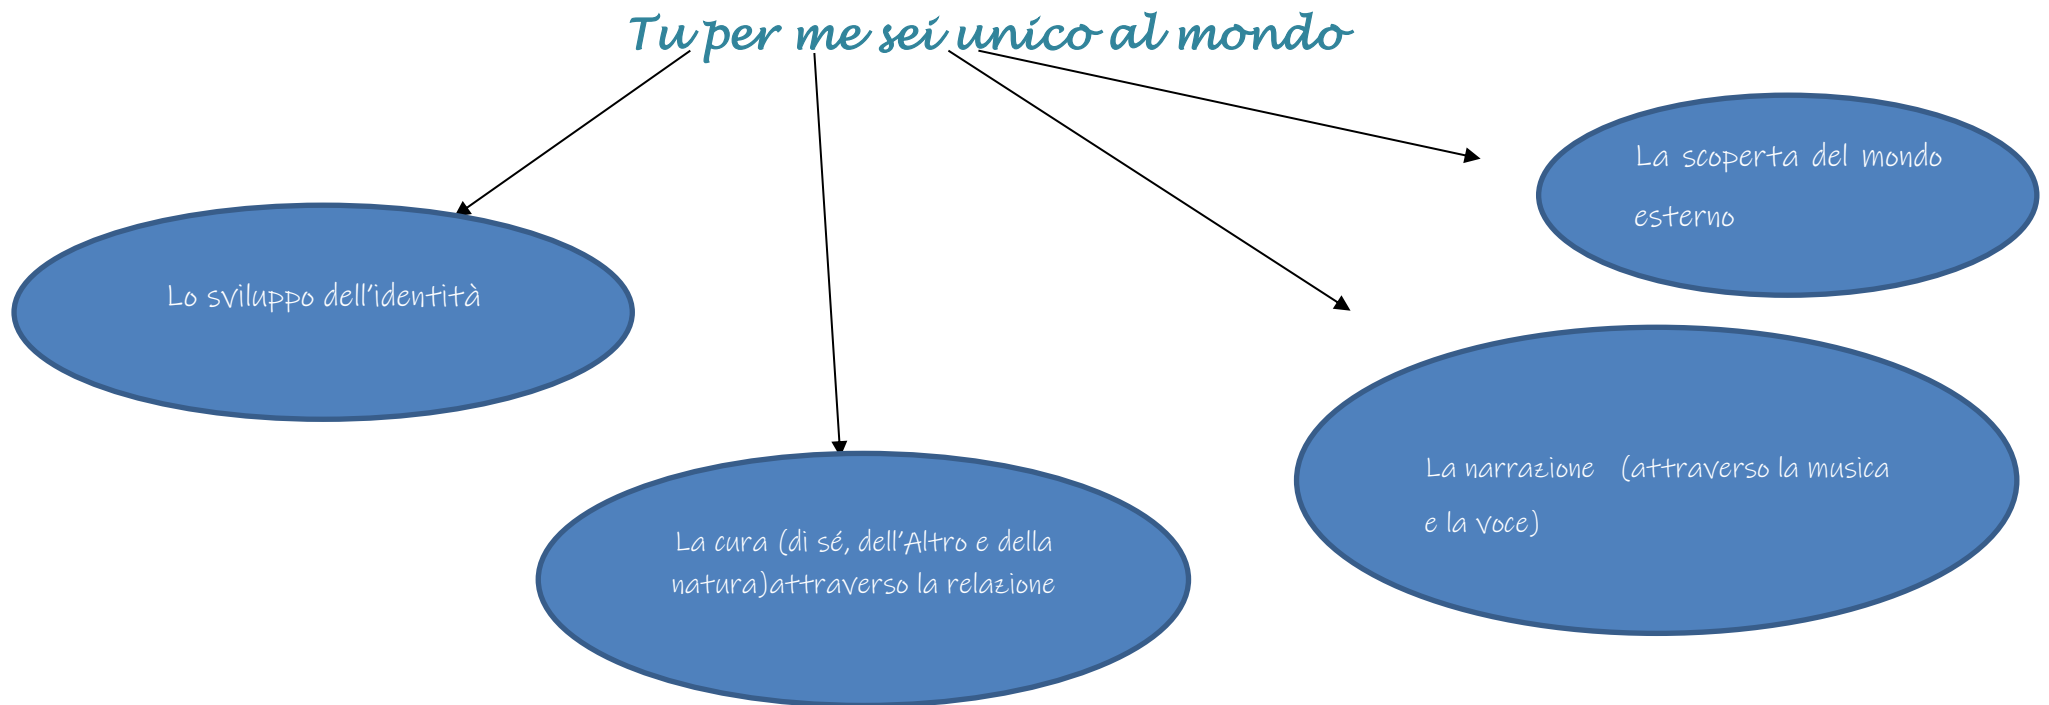 Tu per me sei unico al mondo
La scoperta del mondo
esterno
Lo sviluppo dell’identità
La narrazione (attraverso la musica
e la voce)
La cura (di sé, dell’Altro e della
natura)attraverso la relazione